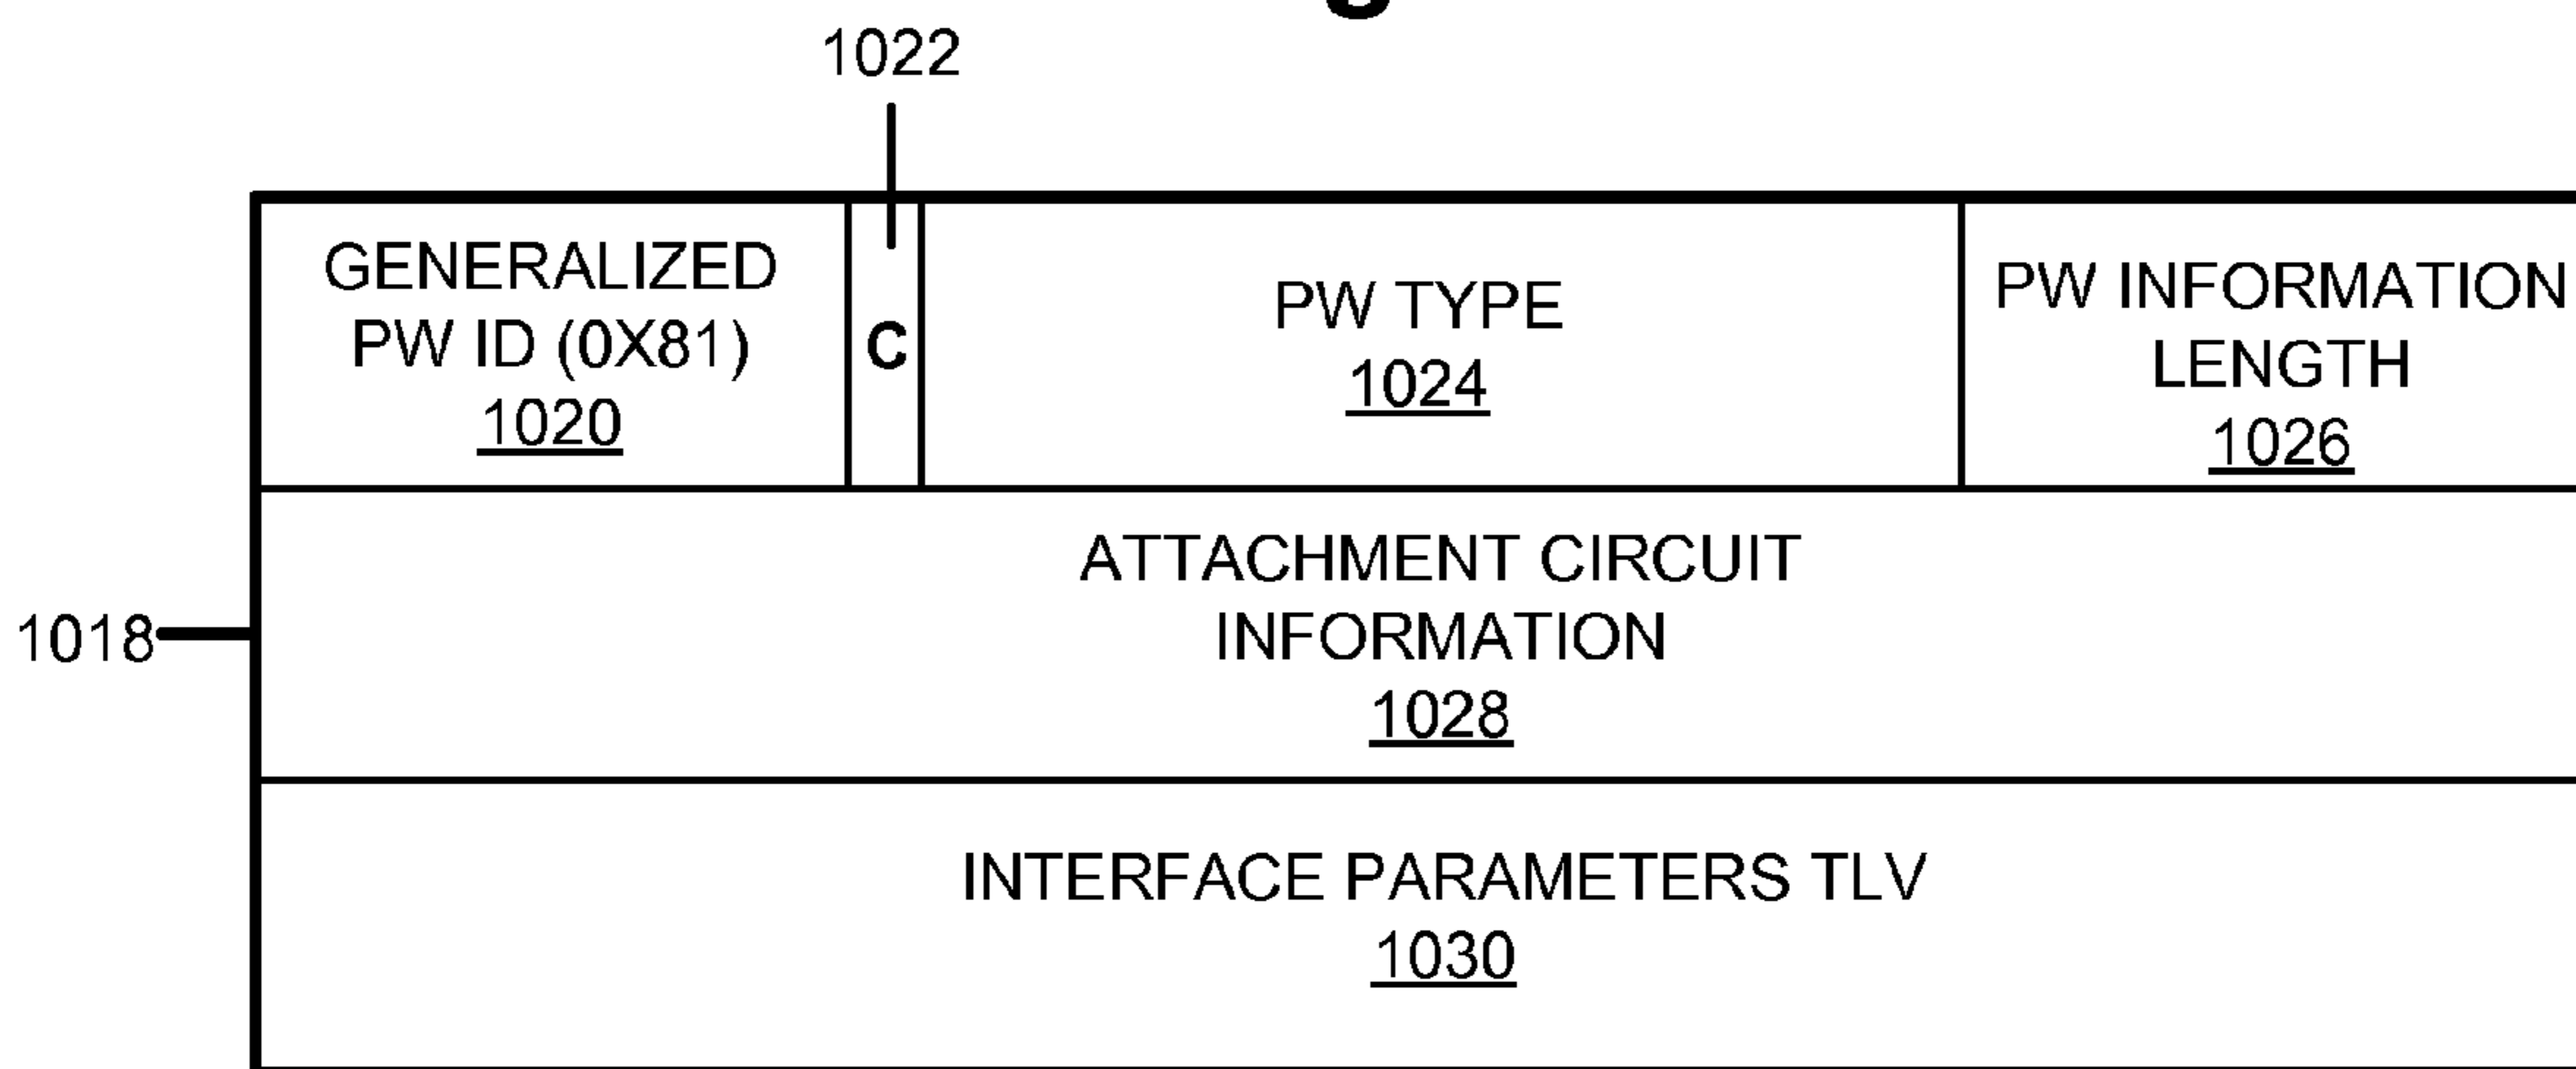 1022
GENERALIZED
PW ID (0X81)
1020
C
PW TYPE
1024
PW INFORMATION
LENGTH
1026
ATTACHMENT CIRCUIT
INFORMATION
1028
1018
INTERFACE PARAMETERS TLV
1030